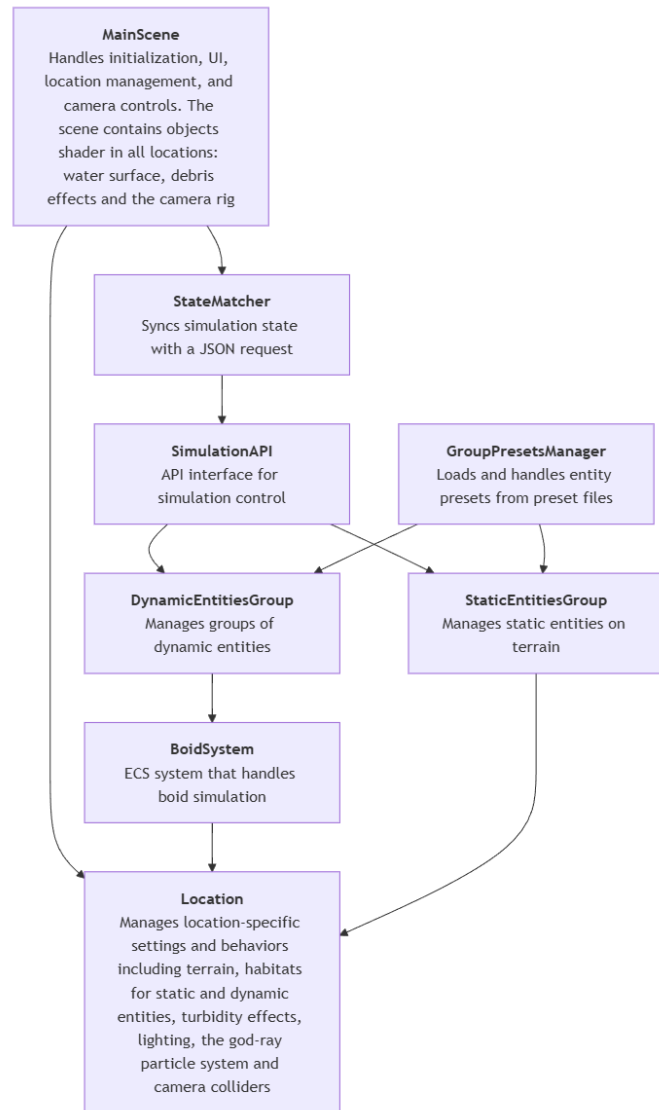 MainScene
Handles initialization, UI,
location management, and
camera controls. The
scene contains objects
shader in all locations:
water surface, debris
effects and the camera rig
StateMatcher
Syncs simulation state
with a JSON request
SimulationAPI
API interface for
simulation control
GroupPresetsManager
Loads and handles entity
presets from preset files
DynamicEntitiesGroup
Manages groups of
dynamic entities
StaticEntitiesGroup
Manages static entities on
terrain
BoidSystem
ECS system that handles
boid simulation
Location
Manages location-specific
settings and behaviors
including terrain, habitats
for static and dynamic
entities, turbidity effects,
lighting, the god-ray
particle system and
camera colliders